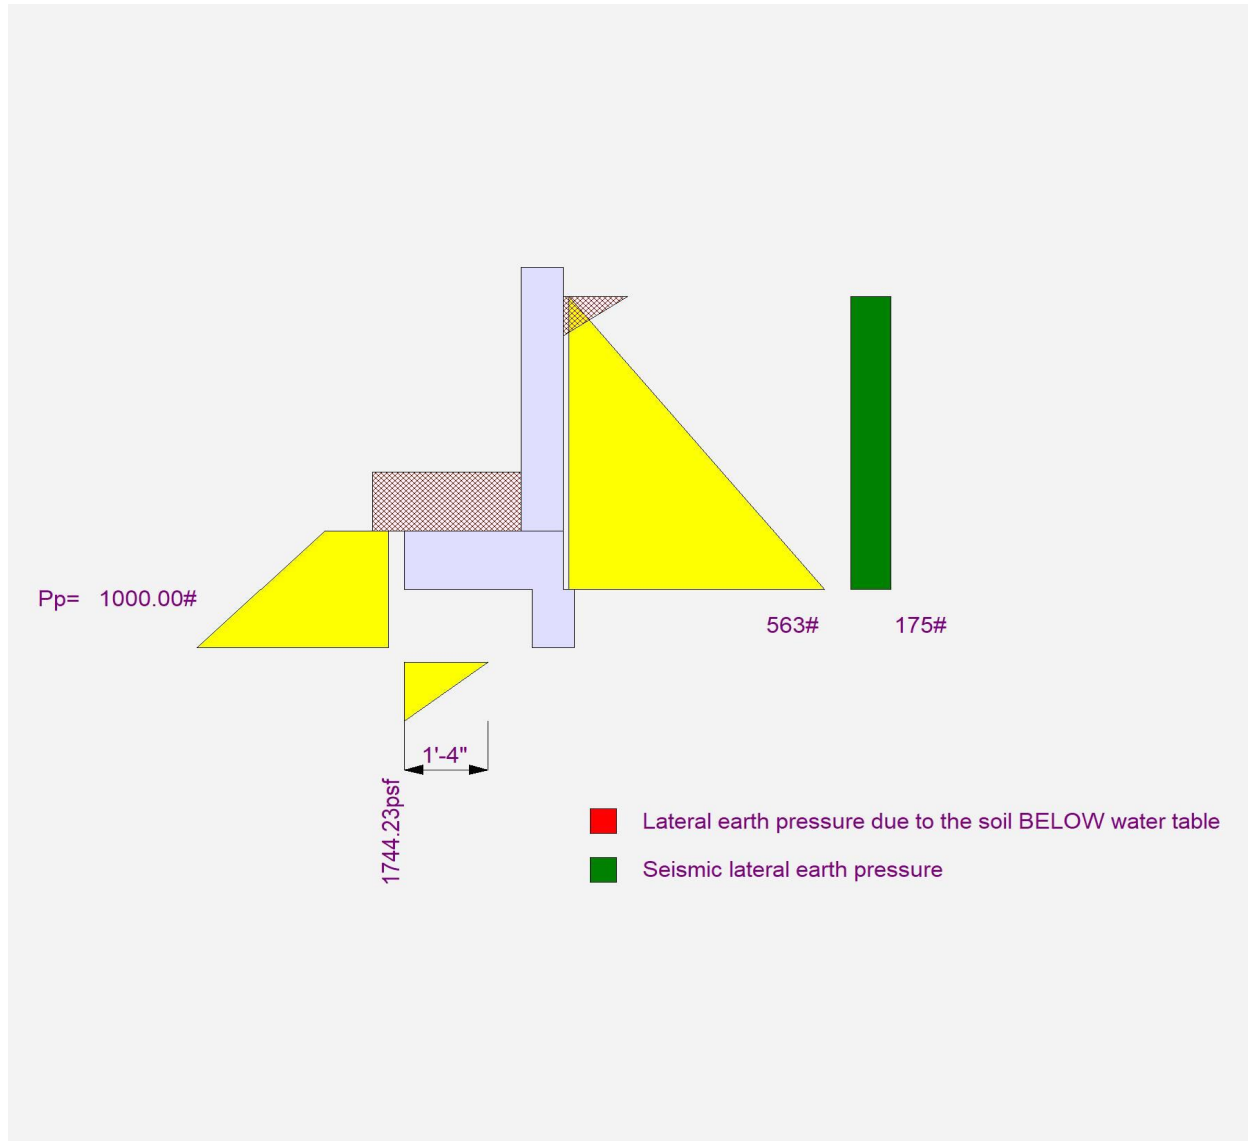 Pp= 1000.00#
563# 175#
1'-4"
1744.23psf
Lateral earth pressure due to the soil BELOW water table
Seismic lateral earth pressure